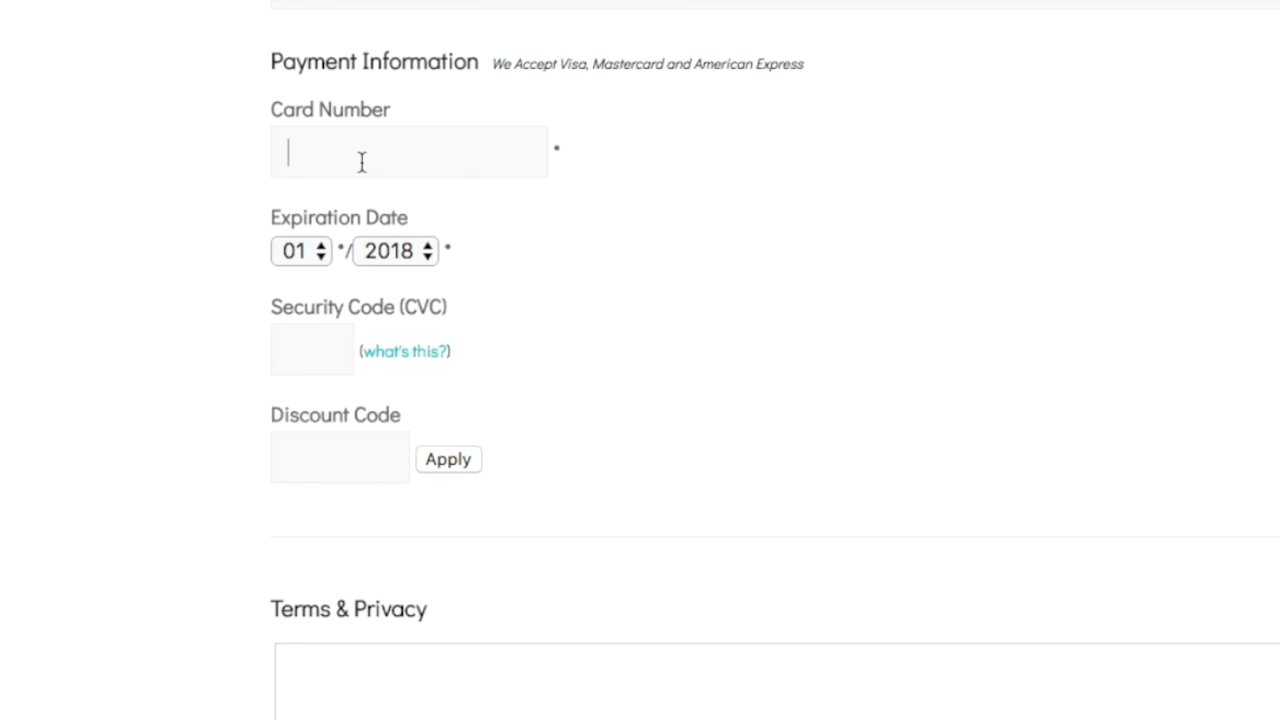 Payment Information We Accept Visa, Mastercard and American Express
Card Number
*
Expiration Date
01 */ 2018 *
Security Code (CVC)
(what's this?)
Discount Code
Apply
Terms & Privacy